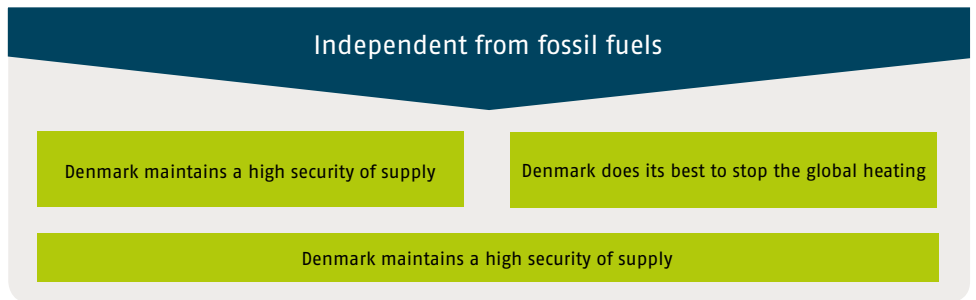 Independent from fossil fuels
Denmark maintains a high security of supply
Denmark does its best to stop the global heating
Denmark maintains a high security of supply